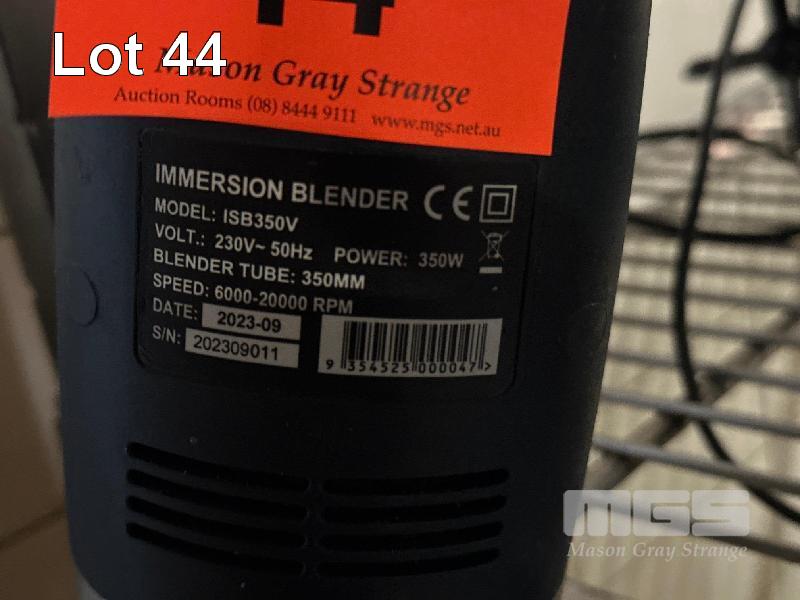 Lot 44
44
Mason Gray Strange
Auction Rooms (08) 8444 9111 www.mgs.net.au
IMMERSION BLENDER CE
MODEL: ISB350V
VOLT.: 230V~ 50Hz POWER: 350W
BLENDER TUBE: 350MM
SPEED: 6000-20000 RPM
DATE: 2023-09
S/N: 202309011
9 354525 000047 >
MGS
Mason Gray Strange